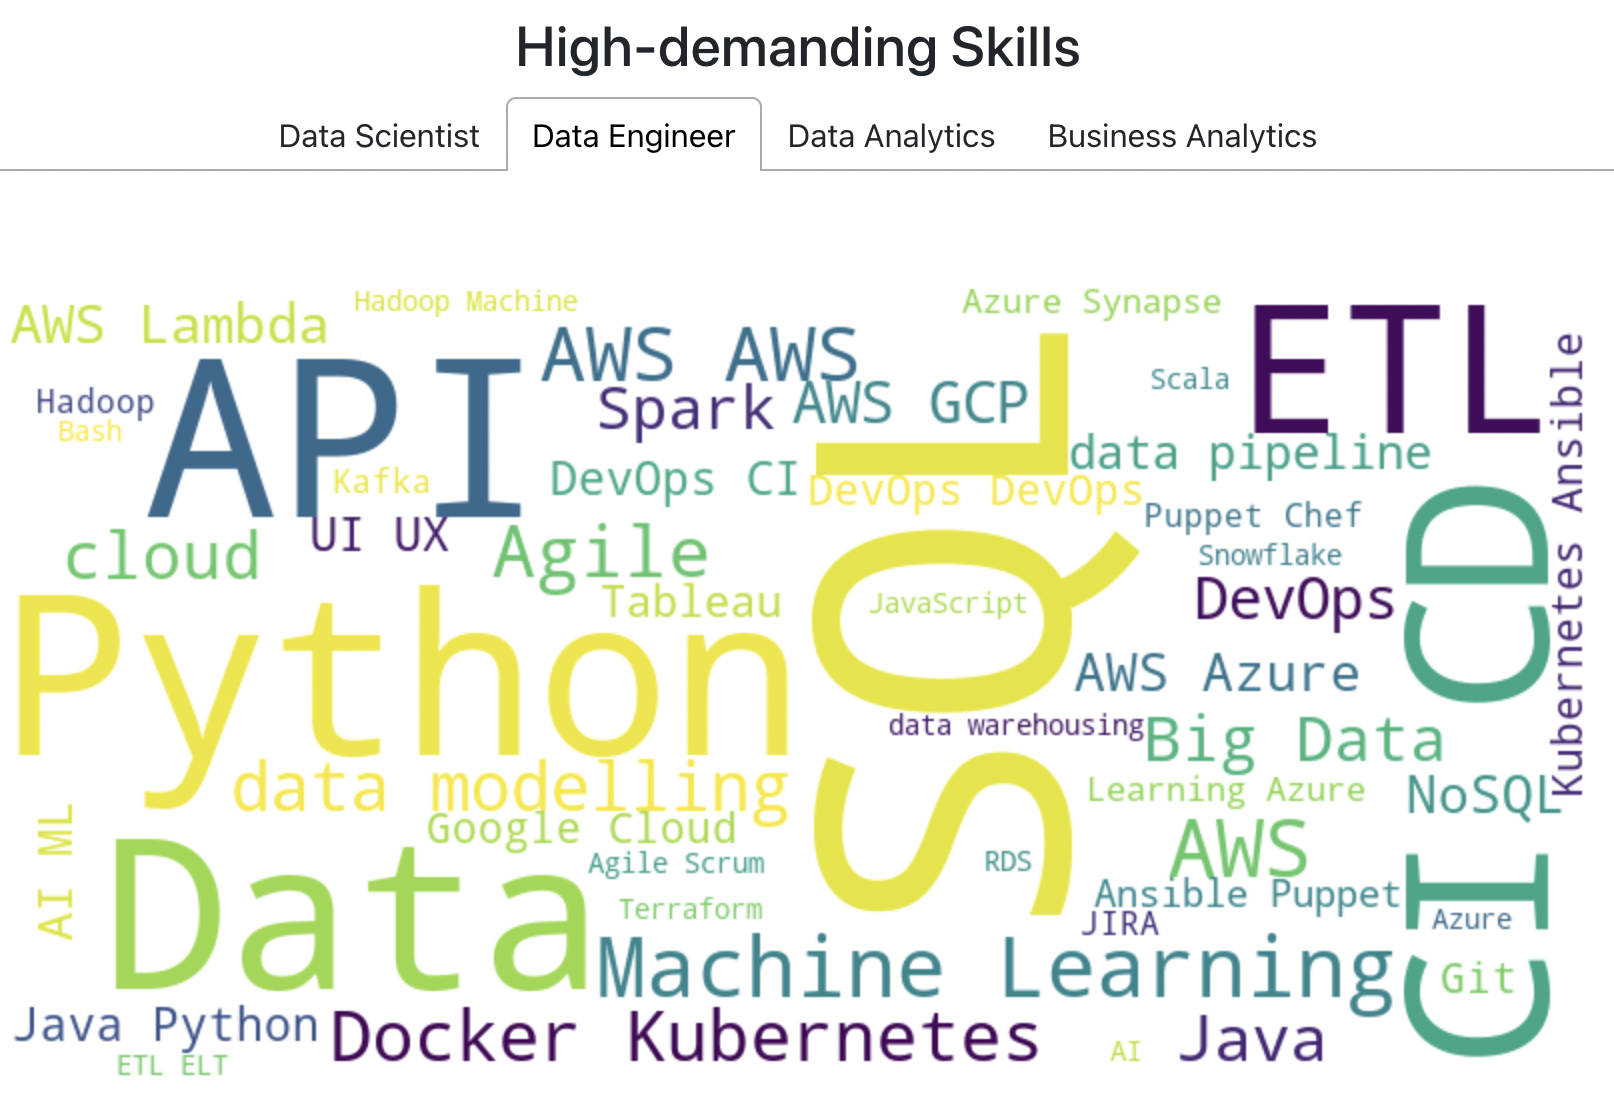 High-demanding Skills
Data Scientist
Data Engineer
Data Analytics
Business Analytics
AWS Lambda
Hadoop Machine
AWS AWS
Azure Synapse
ETL
Hadoop
Bash
API
Spark
AWS GCP
Scala
Kubernetes Ansible
Kafka
DevOps CI
SQL
data pipeline
DevOps DevOps
cloud
UI UX
Agile
Puppet Chef
Snowflake
CI CD
Tableau
JavaScript
DevOps
Python
AWS Azure
data warehousing
Big Data
data modelling
Learning Azure
NoSQL
AI ML
Google Cloud
Data
Agile Scrum
RDS
AWS
Terraform
Ansible Puppet
JIRA
Azure
Machine Learning
Git
Java Python
Docker Kubernetes
AI
Java
ETL ELT